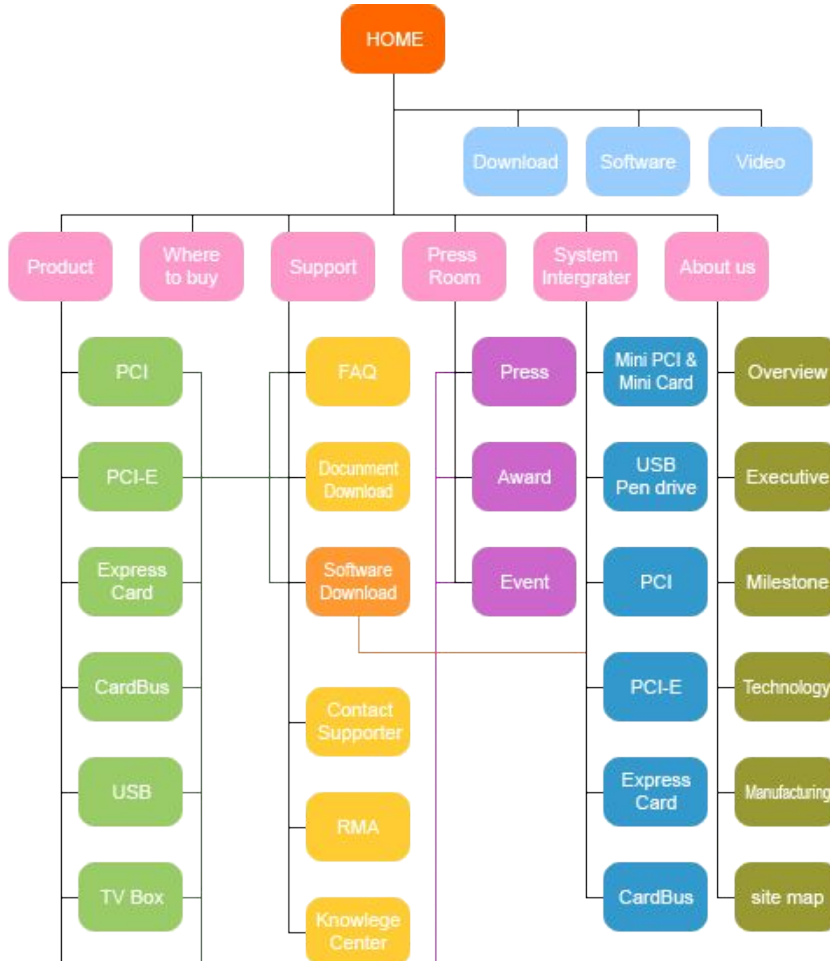 HOME
Download
Software
Video
Product
Where
to buy
Support
Press
Room
System
Intergrater
About us
PCI
FAQ
Press
Mini PCI &
Mini Card
Overview
PCI-E
Docunment
Download
Award
USB
Pen drive
Executive
Express
Card
Software
Download
Event
PCI
Milestone
CardBus
Contact
Supporter
PCI-E
Technology
USB
RMA
Express
Card
Manufacturing
TV Box
Knowlege
Center
CardBus
site map